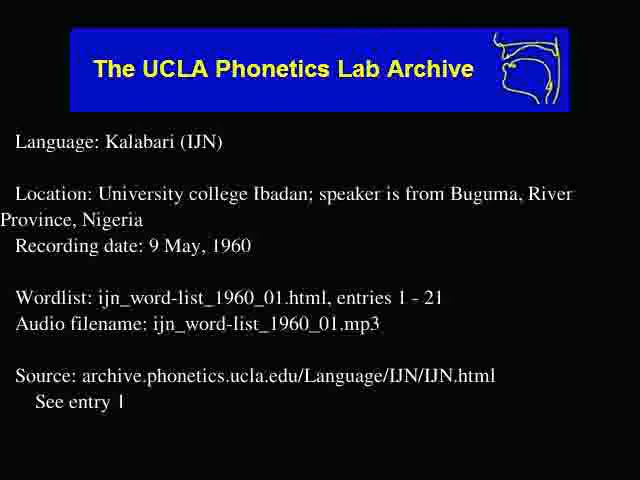 The UCLA Phonetics Lab Archive
Language: Kalabari (IJN)
Location: University college Ibadan; speaker is from Buguma, River
Province, Nigeria
Recording date: 9 May, 1960
Wordlist: ijn_word-list_1960_01.html, entries 1 - 21
Audio filename: ijn_word-list_1960_01.mp3
Source: archive.phonetics.ucla.edu/Language/IJN/IJN.html
See entry 1